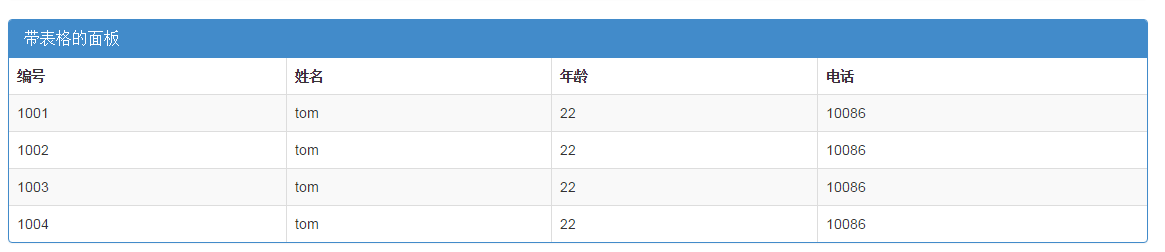 带表格的面板
编号 姓名 年龄 电话
1001 tom 22 10086
1002 tom 22 10086
1003 tom 22 10086
1004 tom 22 10086